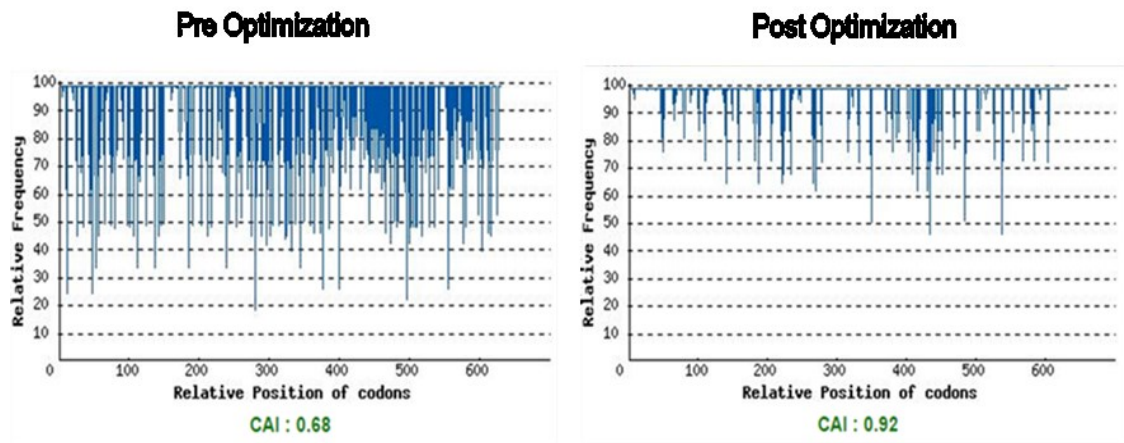 Pre Optimization
100
90
80
70
60
50
40
30
20
10
0 100 200 300 400 500 600
Relative Frequency
Relative Position of codons
CAI : 0.68
Post Optimization
100
90
80
70
60
50
40
30
20
10
0 100 200 300 400 500 600
Relative Frequency
Relative Position of codons
CAI : 0.92